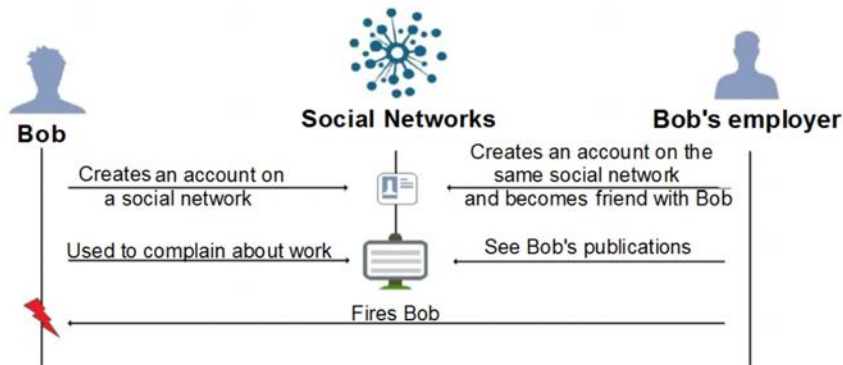 Bob
Social Networks
Bob's employer
Creates an account on
a social network
Creates an account on the
same social network
and becomes friend with Bob
Used to complain about work
See Bob's publications
Fires Bob